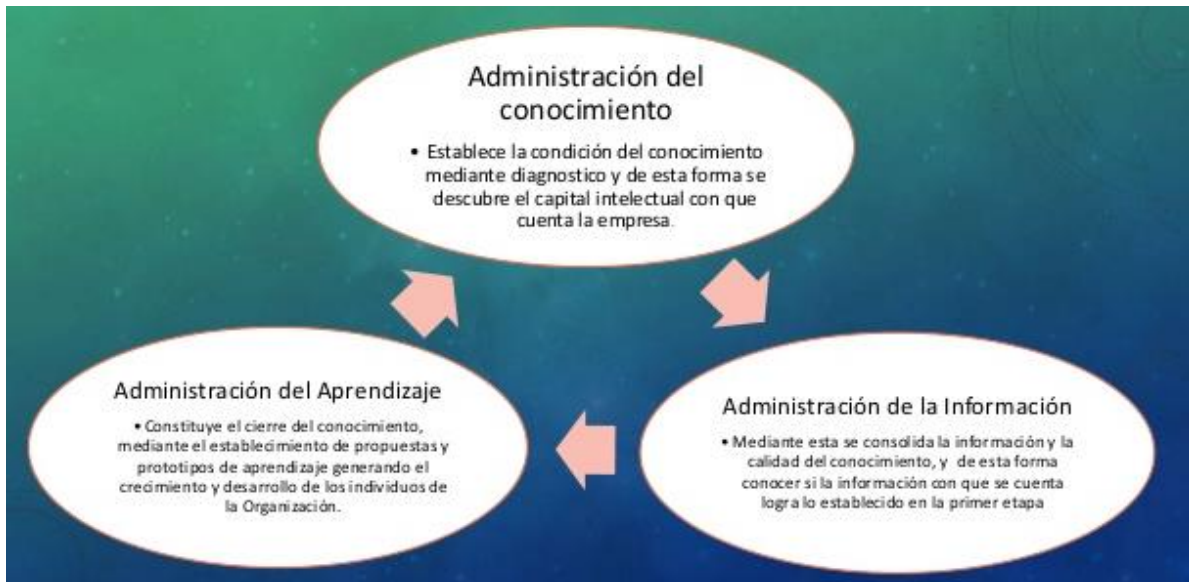 Administración del
conocimiento
• Establece la condición del conocimiento
mediante diagnostico y de esta forma se
descubre el capital intelectual con que
cuenta la empresa.
Administración del Aprendizaje
• Constituye el cierre del conocimiento,
mediante el establecimiento de propuestas y
prototipos de aprendizaje generando el
crecimiento y desarrollo de los individuos de
la Organización.
Administración de la Información
• Mediante esta se consolida la información y la
calidad del conocimiento, y de esta forma
conocer si la información con que se cuenta
logra lo establecido en la primer etapa